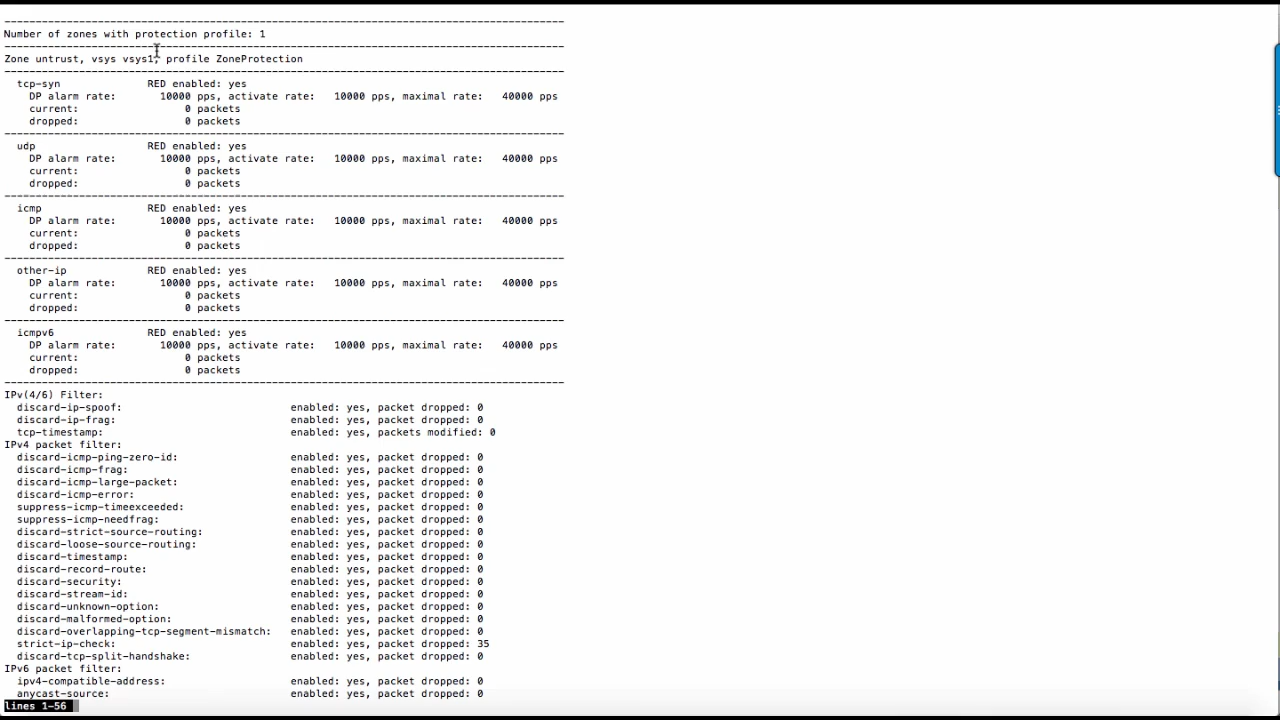 ------------------------------------------------------------------------------------------
Number of zones with protection profile: 1
------------------------------------------------------------------------------------------
Zone untrust, vsys vsys1, profile ZoneProtection
------------------------------------------------------------------------------------------
  tcp-syn              RED enabled: yes
    DP alarm rate:       10000 pps, activate rate:   10000 pps, maximal rate:   40000 pps
    current:                 0 packets
    dropped:                 0 packets
------------------------------------------------------------------------------------------
  udp                  RED enabled: yes
    DP alarm rate:       10000 pps, activate rate:   10000 pps, maximal rate:   40000 pps
    current:                 0 packets
    dropped:                 0 packets
------------------------------------------------------------------------------------------
  icmp                 RED enabled: yes
    DP alarm rate:       10000 pps, activate rate:   10000 pps, maximal rate:   40000 pps
    current:                 0 packets
    dropped:                 0 packets
------------------------------------------------------------------------------------------
  other-ip             RED enabled: yes
    DP alarm rate:       10000 pps, activate rate:   10000 pps, maximal rate:   40000 pps
    current:                 0 packets
    dropped:                 0 packets
------------------------------------------------------------------------------------------
  icmpv6               RED enabled: yes
    DP alarm rate:       10000 pps, activate rate:   10000 pps, maximal rate:   40000 pps
    current:                 0 packets
    dropped:                 0 packets
------------------------------------------------------------------------------------------
IPv(4/6) Filter:
  discard-ip-spoof:                           enabled: yes, packet dropped: 0
  discard-ip-frag:                            enabled: yes, packet dropped: 0
  tcp-timestamp:                              enabled: yes, packets modified: 0
IPv4 packet filter:
  discard-icmp-ping-zero-id:                  enabled: yes, packet dropped: 0
  discard-icmp-frag:                          enabled: yes, packet dropped: 0
  discard-icmp-large-packet:                  enabled: yes, packet dropped: 0
  discard-icmp-error:                         enabled: yes, packet dropped: 0
  suppress-icmp-timeexceeded:                 enabled: yes, packet dropped: 0
  suppress-icmp-needfrag:                     enabled: yes, packet dropped: 0
  discard-strict-source-routing:              enabled: yes, packet dropped: 0
  discard-loose-source-routing:               enabled: yes, packet dropped: 0
  discard-timestamp:                          enabled: yes, packet dropped: 0
  discard-record-route:                       enabled: yes, packet dropped: 0
  discard-security:                           enabled: yes, packet dropped: 0
  discard-stream-id:                          enabled: yes, packet dropped: 0
  discard-unknown-option:                     enabled: yes, packet dropped: 0
  discard-malformed-option:                   enabled: yes, packet dropped: 0
  discard-overlapping-tcp-segment-mismatch:   enabled: yes, packet dropped: 0
  strict-ip-check:                            enabled: yes, packet dropped: 35
  discard-tcp-split-handshake:                enabled: yes, packet dropped: 0
IPv6 packet filter:
  ipv4-compatible-address:                    enabled: yes, packet dropped: 0
  anycast-source:                             enabled: yes, packet dropped: 0
lines 1-56